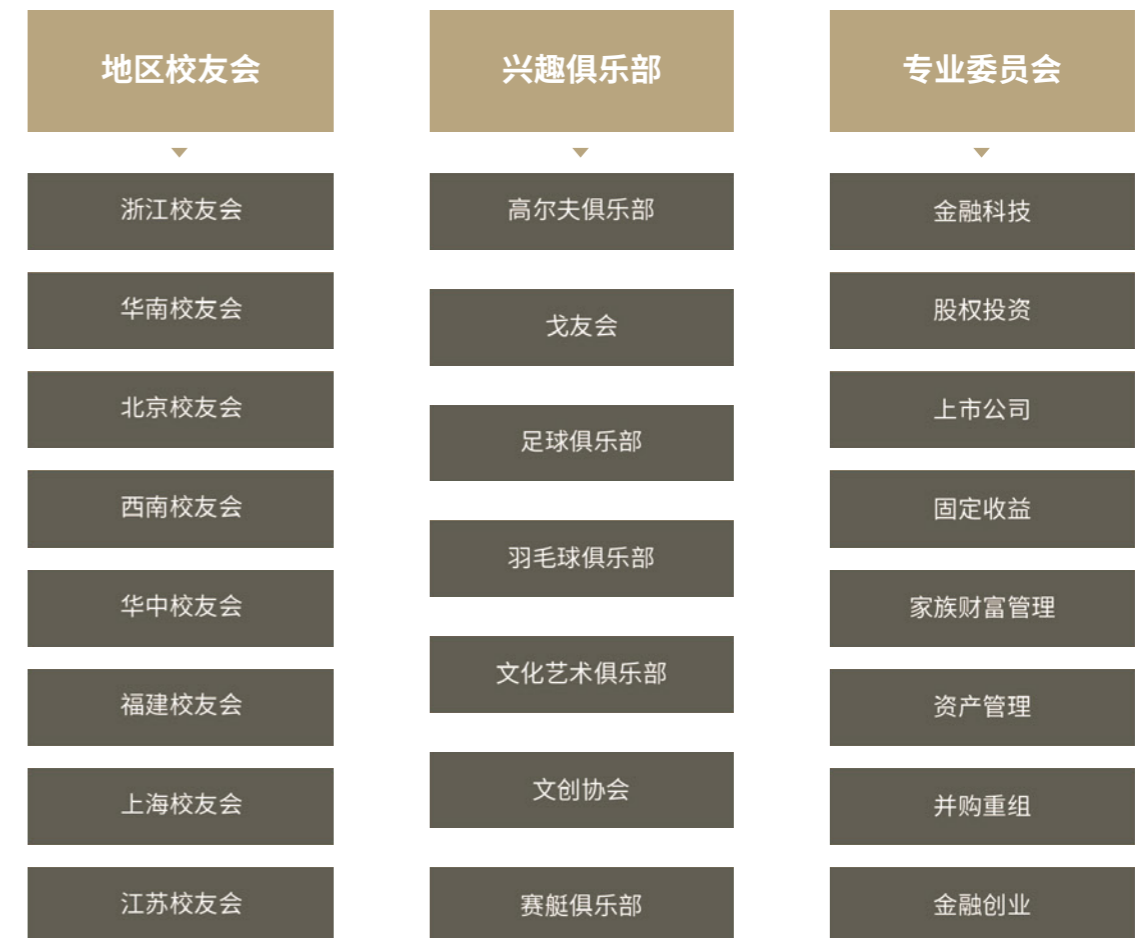 地区校友会
浙江校友会
华南校友会
北京校友会
西南校友会
华中校友会
福建校友会
上海校友会
江苏校友会
兴趣俱乐部
高尔夫俱乐部
戈友会
足球俱乐部
羽毛球俱乐部
文化艺术俱乐部
文创协会
赛艇俱乐部
专业委员会
金融科技
股权投资
上市公司
固定收益
家族财富管理
资产管理
并购重组
金融创业